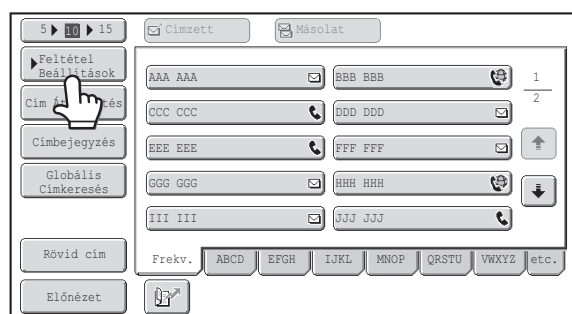 5 10 15
Címzett
Másolat
Feltétel
Beállítások
Cím
tés
Címbejegyzés
Globális
Címkeresés
Rövid cím
Előnézet
AAA AAA
BBB BBB
CCC CCC
DDD DDD
EEE EEE
FFF FFF
GGG GGG
HHH HHH
III III
JJJ JJJ
1
2
Frekv. ABCD EFGH IJKL MNOP QRSTU VWXYZ etc.